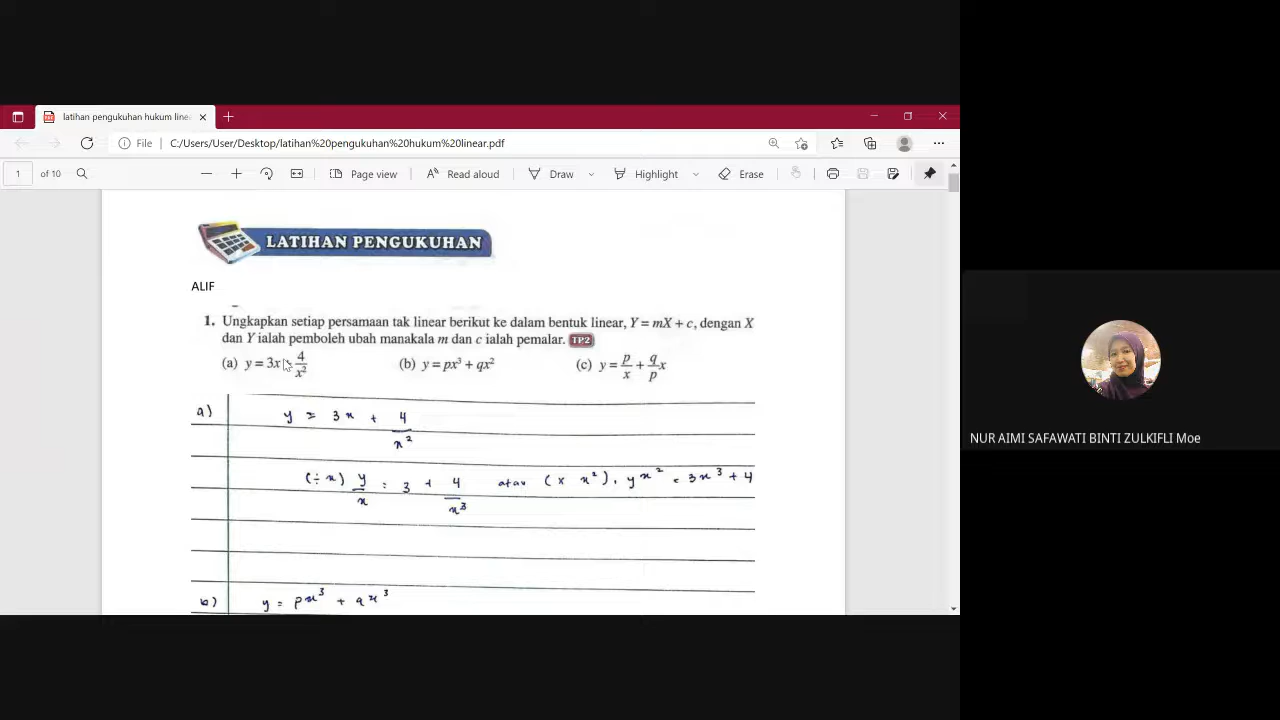 latihan pengukuhan hukum line
File C:/Users/User/Desktop/latihan%20pengukuhan%20hukum%20linear.pdf
1 of 10 Page view Read aloud Draw Highlight Erase
LATIHAN PENGUKUHAN
ALIF
1. Ungkapkan setiap persamaan tak linear berikut ke dalam bentuk linear, Y = mX + c, dengan X
dan Y ialah pemboleh ubah manakala m dan c ialah pemalar. TP2
(a) y = 3x + 4/x² (b) y = px³ + qx² (c) y = p/x + q/p x
a) y = 3x + 4/x²
(÷ x) y/x = 3 + 4/x³ atau (× x²), yx² = 3x³ + 4
b) y = px³ + qx³
NUR AIMI SAFAWATI BINTI ZULKIFLI Moe